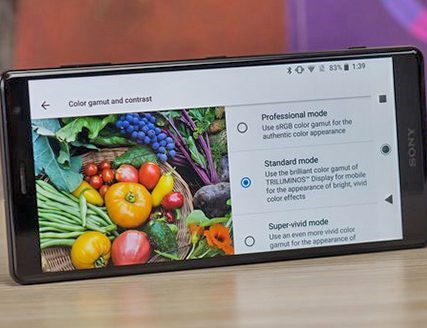 83% 1:39
Color gamut and contrast
Professional mode
Use sRGB color gamut for the
authentic color appearance
Standard mode
Use the brilliant color gamut of
TRILUMINOS™ Display for mobile
for the appearance of bright, vivid
color effects
Super-vivid mode
Use an even more vivid color
gamut for the appearance of
SONY